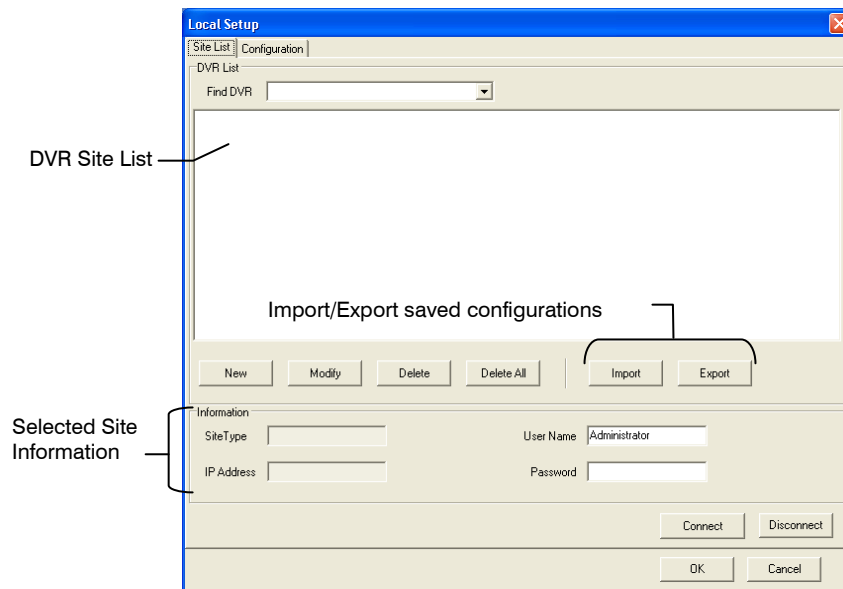 Local Setup
Site List Configuration
DVR List
Find DVR
DVR Site List
Import/Export saved configurations
New Modify Delete Delete All Import Export
Selected Site
Information
Information
SiteType User Name Administrator
IP Address Password
Connect Disconnect
OK Cancel